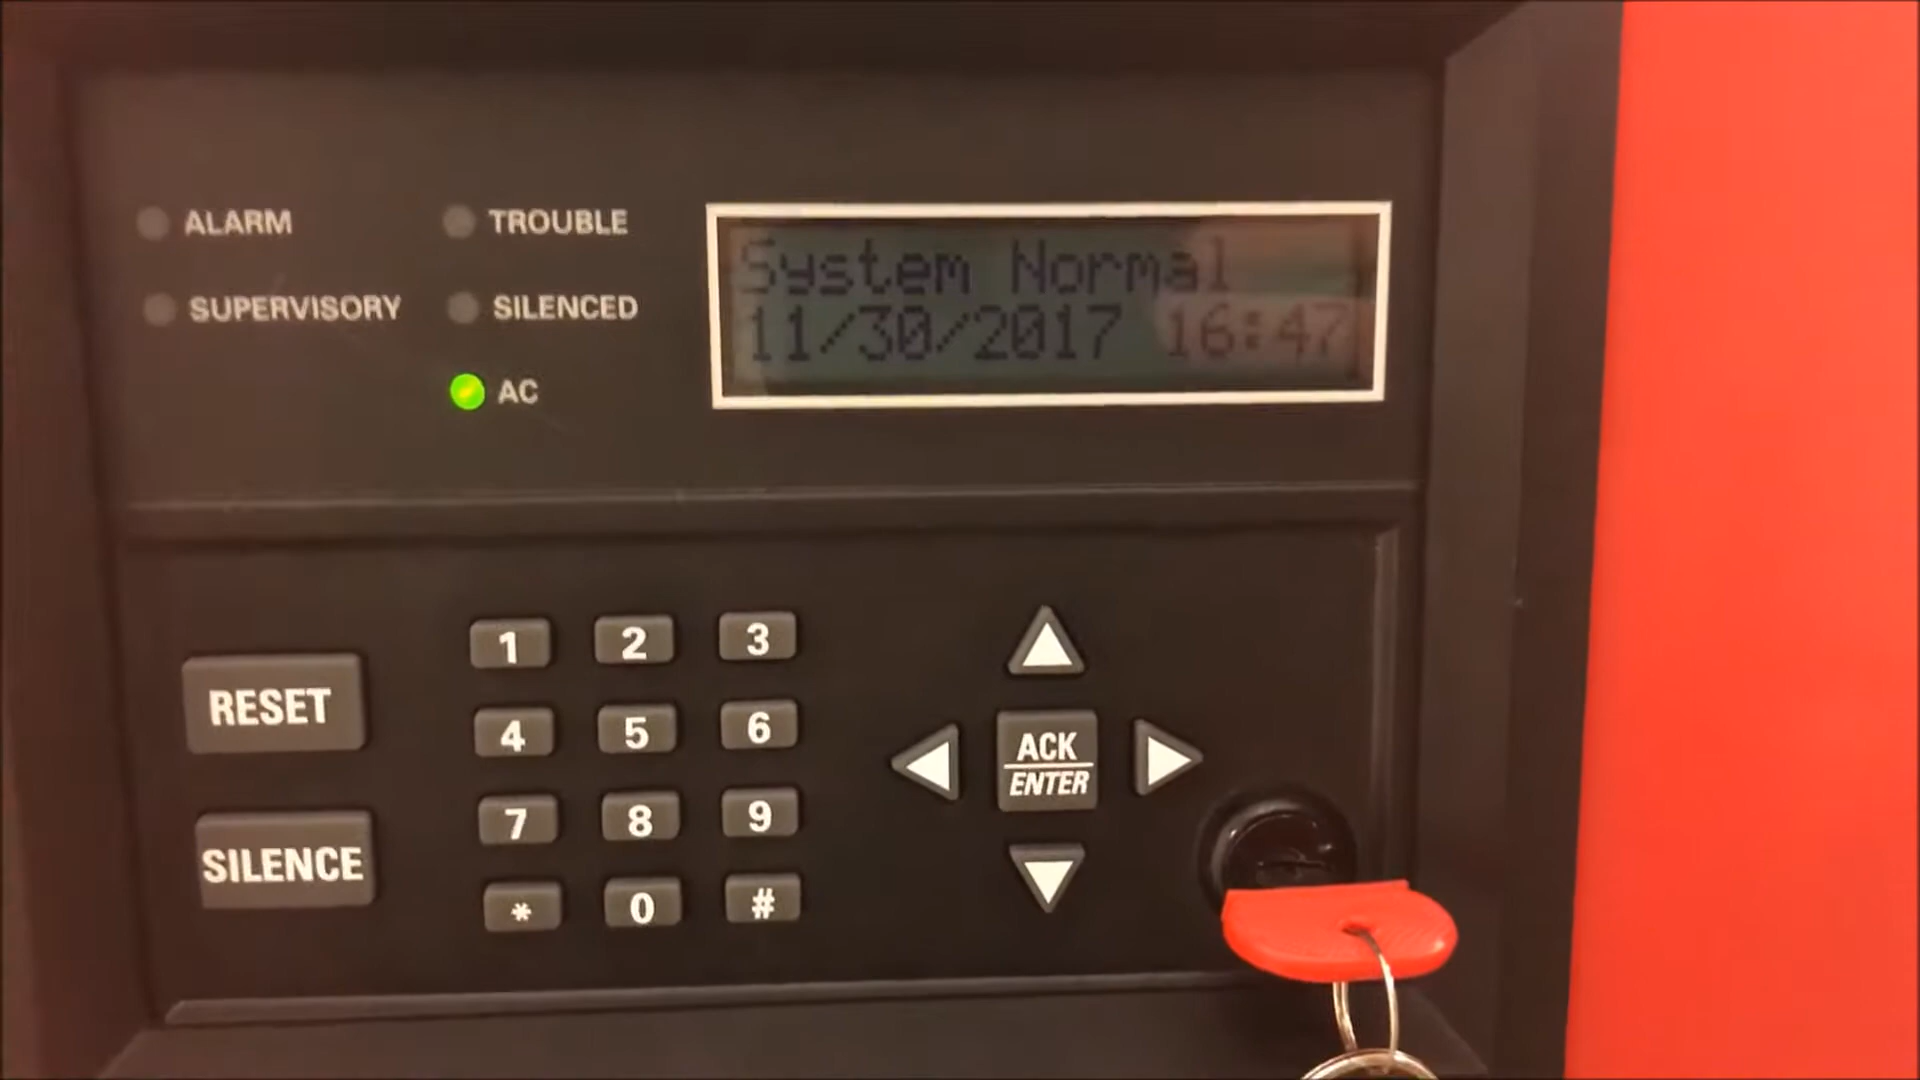 ALARM
TROUBLE
SUPERVISORY
SILENCED
AC
System Normal
11/30/2017 16:47
RESET
SILENCE
1 2 3
4 5 6
7 8 9
* 0 #
ACK
ENTER